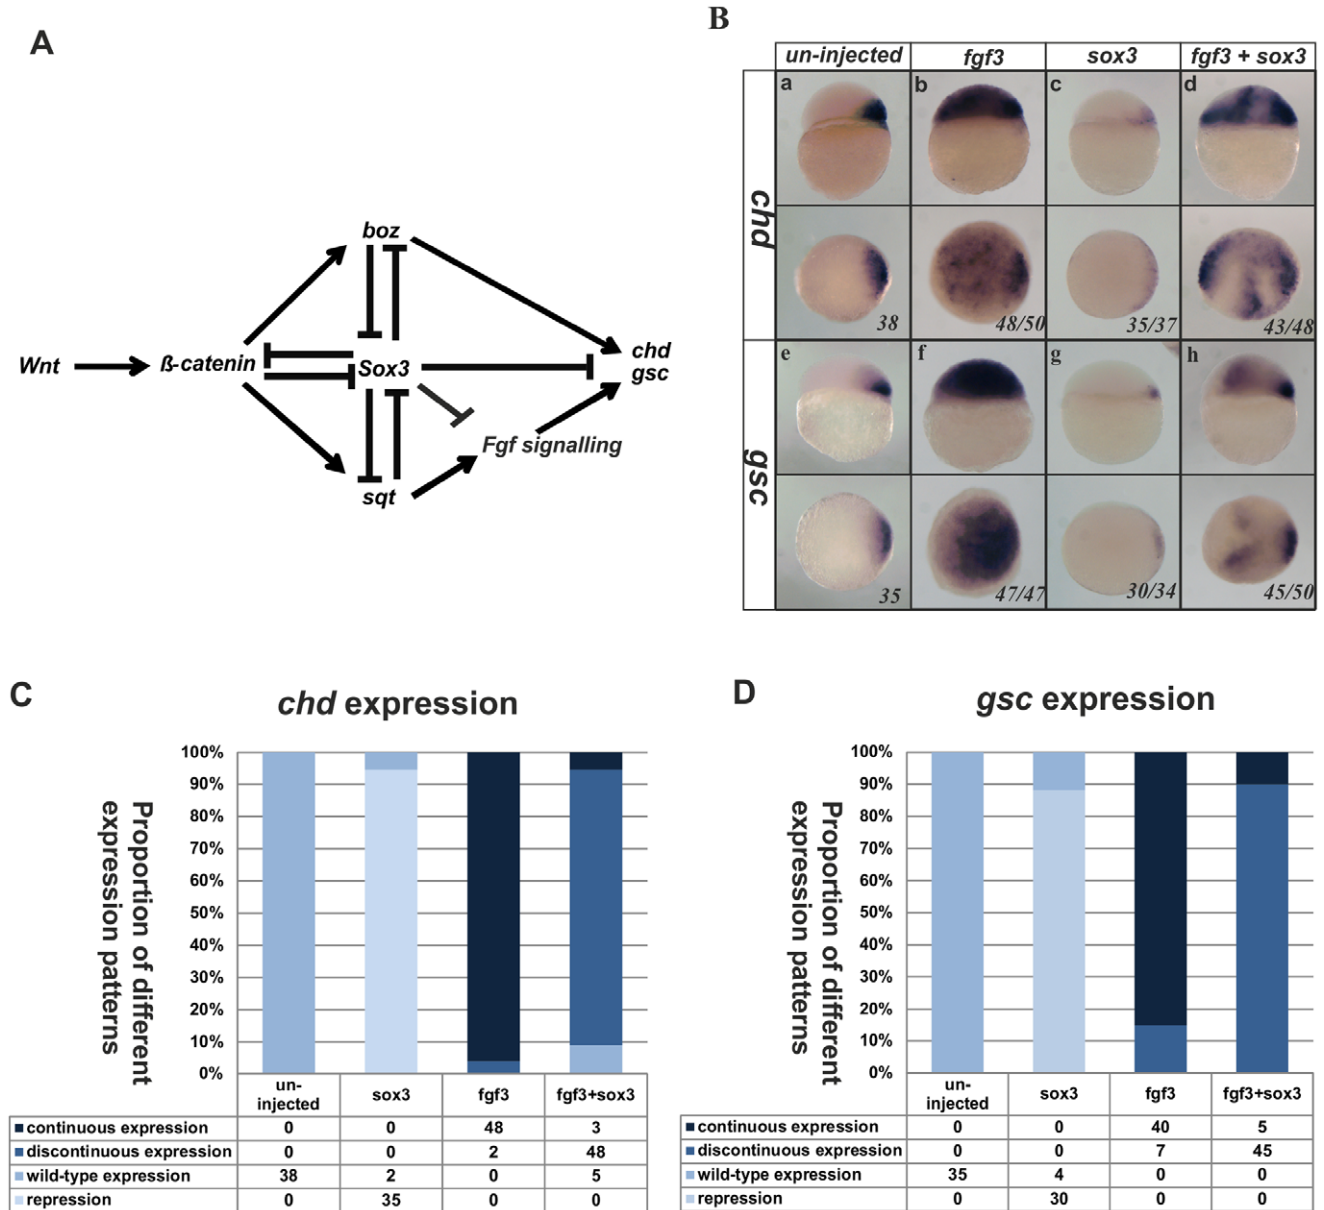 A
boz
Wnt
ß-catenin
Sox3
chd
gsc
Fgf signalling
sqt
B
un-injected fgf3 sox3 fgf3 + sox3
chd
a b c d
38 48/50 35/37 43/48
gsc
e f g h
35 47/47 30/34 45/50
C
chd expression
Proportion of different
expression patterns
100%
90%
80%
70%
60%
50%
40%
30%
20%
10%
0%
un-injected sox3 fgf3 fgf3+sox3
continuous expression 0 0 48 3
discontinuous expression 0 0 2 48
wild-type expression 38 2 0 5
repression 0 35 0 0
D
gsc expression
Proportion of different
expression patterns
100%
90%
80%
70%
60%
50%
40%
30%
20%
10%
0%
un-injected sox3 fgf3 fgf3+sox3
continuous expression 0 0 40 5
discontinuous expression 0 0 7 45
wild-type expression 35 4 0 0
repression 0 30 0 0